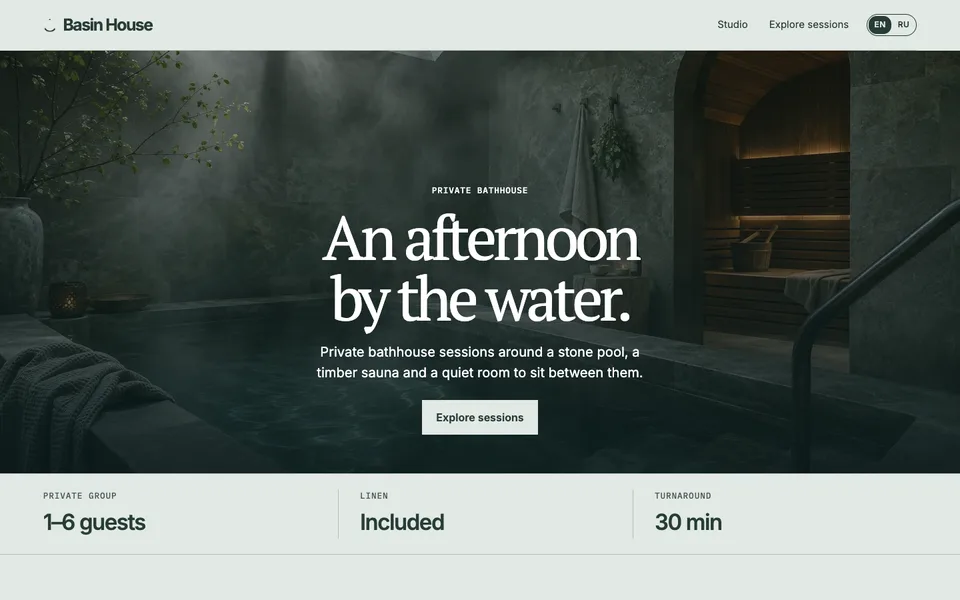 Basin House
Studio
Explore sessions
EN
RU
PRIVATE BATHHOUSE
An afternoon
by the water.
Private bathhouse sessions around a stone pool, a
timber sauna and a quiet room to sit between them.
Explore sessions
PRIVATE GROUP
1–6 guests
LINEN
Included
TURNAROUND
30 min